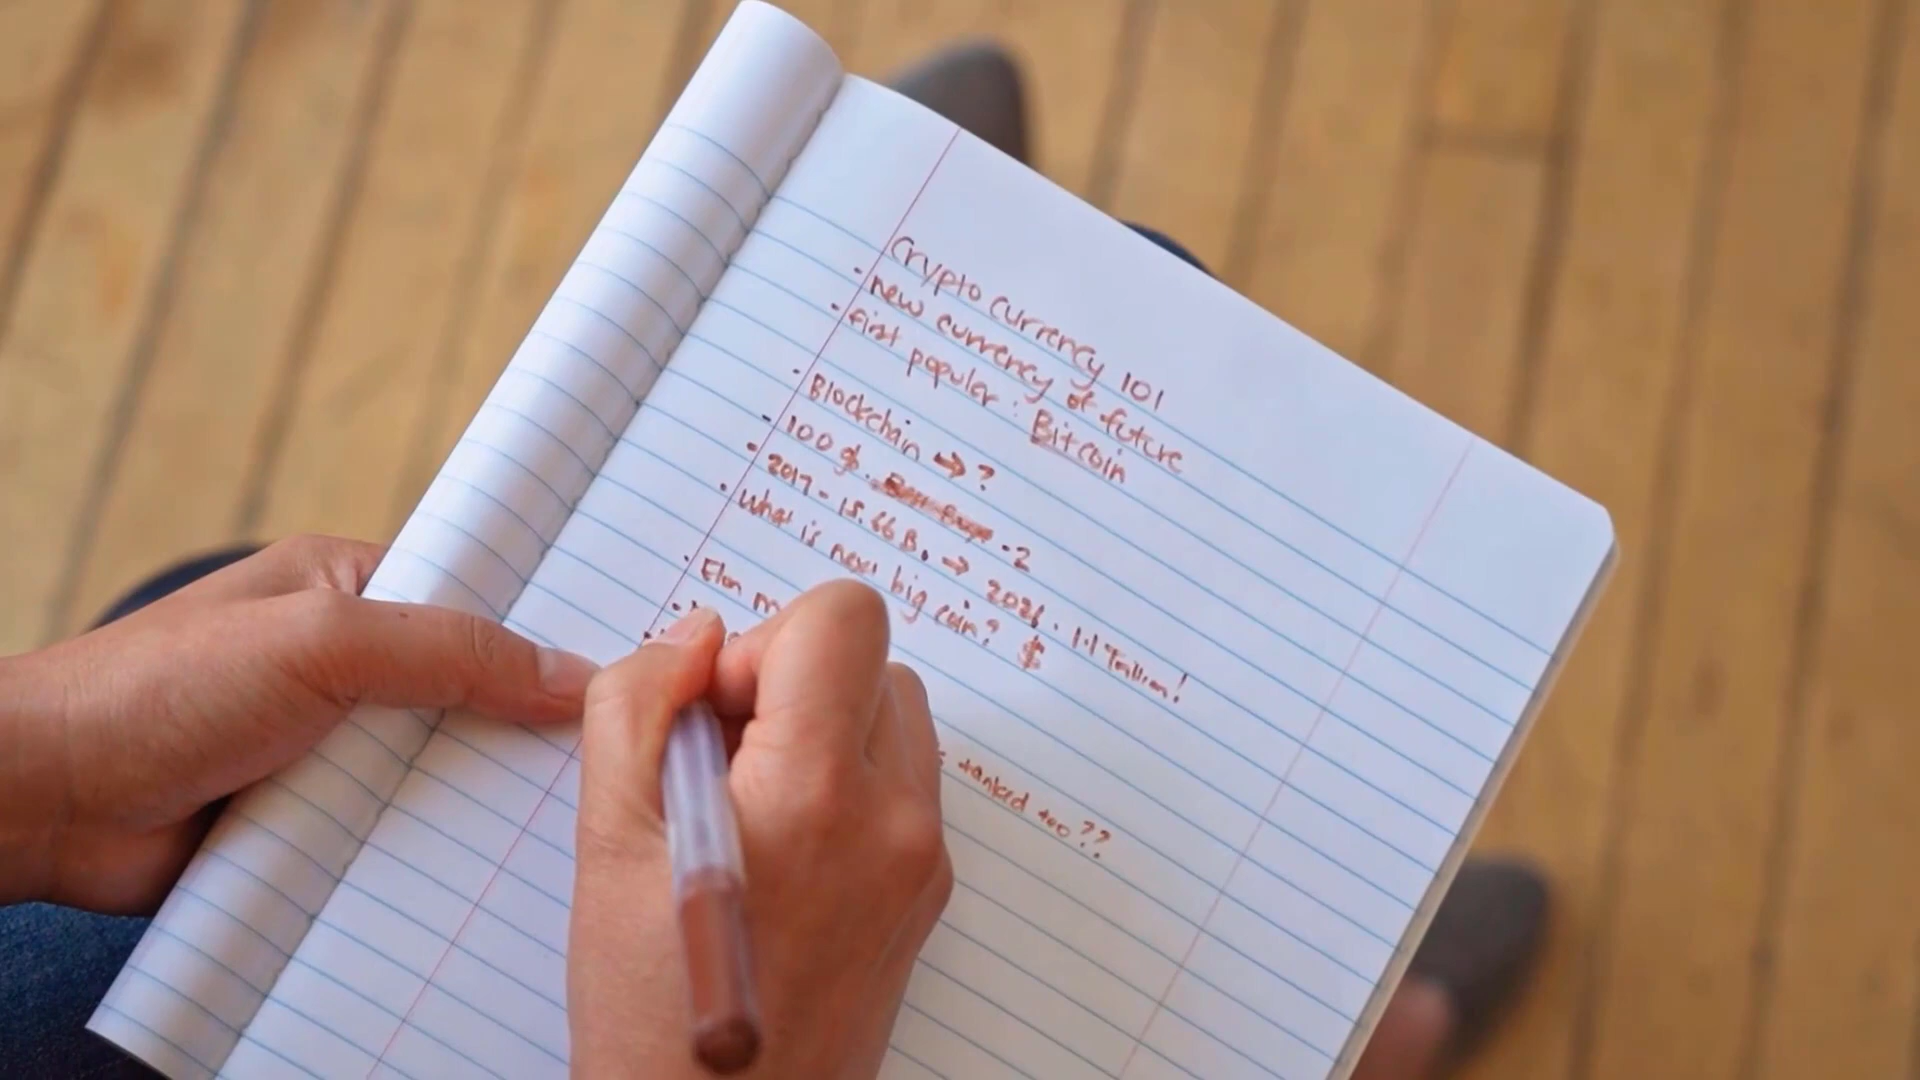 Crypto currency 101
· new currency of future
· first popular : Bitcoin
· Blockchain → ?
- 100 $. - 2
· 2017 - 15.66 B. → 2021 . 1.1 Trillion!
· What is next big coin? $
· Elon m
tanked too??